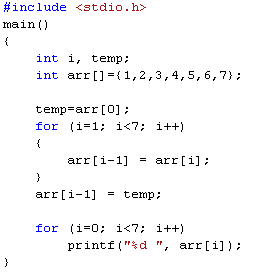 #include <stdio.h>
main()
{
    int i, temp;
    int arr[]={1,2,3,4,5,6,7};

    temp=arr[0];
    for (i=1; i<7; i++)
    {
        arr[i-1] = arr[i];
    }
    arr[i-1] = temp;

    for (i=0; i<7; i++)
        printf("%d ", arr[i]);
}